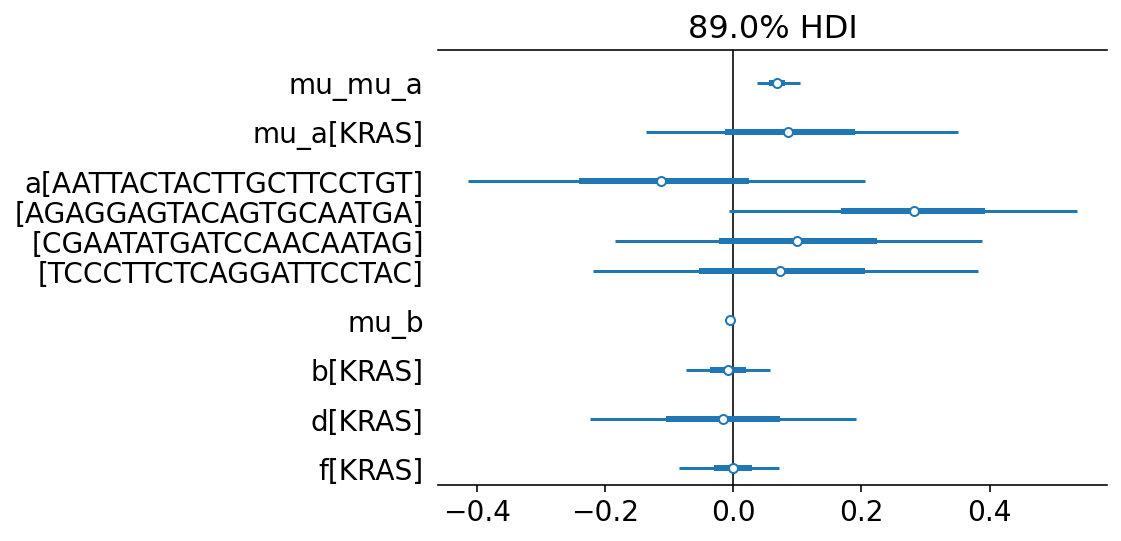 89.0% HDI
mu_mu_a
mu_a[KRAS]
a[AATTACTACTTGCTTCCTGT]
[AGAGGAGTACAGTGCAATGA]
[CGAATATGATCCAACAATAG]
[TCCCTTCTCAGGATTCCTAC]
mu_b
b[KRAS]
d[KRAS]
f[KRAS]
−0.4 −0.2 0.0 0.2 0.4